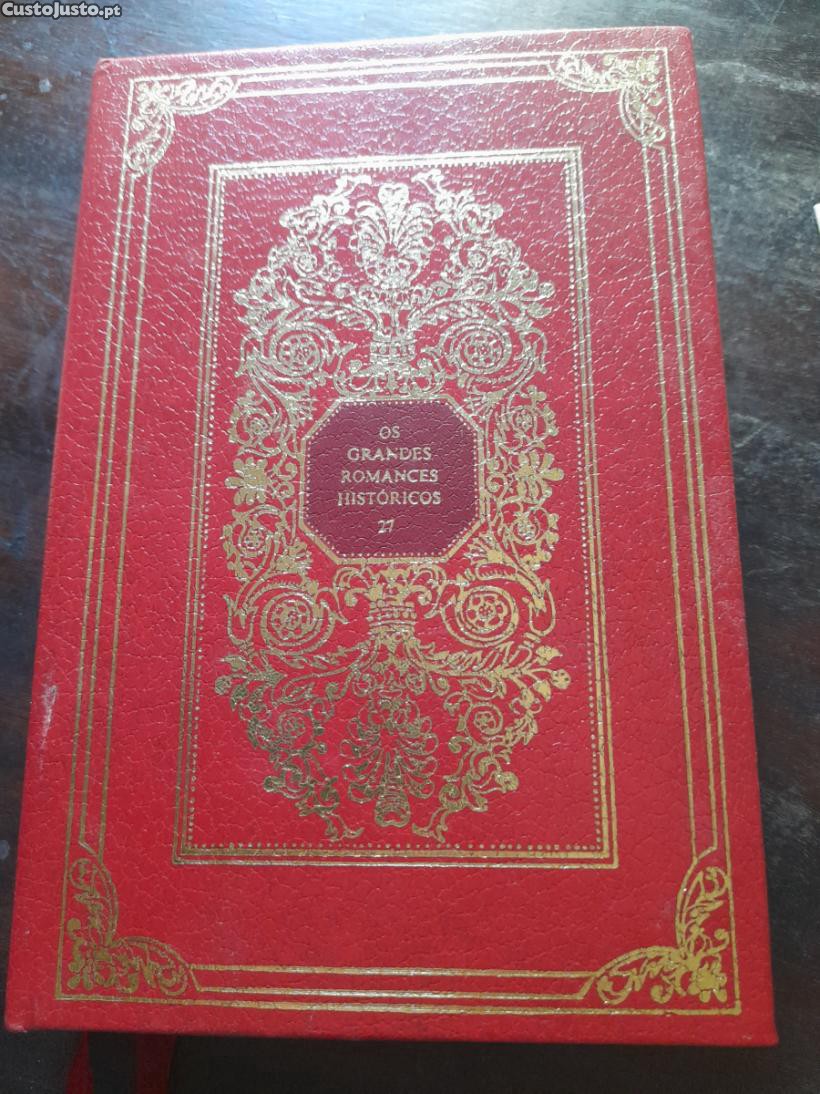 CustoJusto.pt
OS
GRANDES
ROMANCES
HISTÓRICOS
27